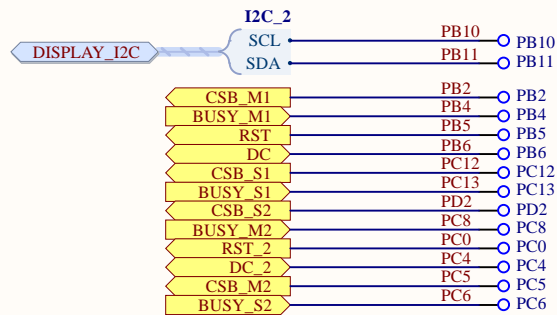 I2C_2
DISPLAY_I2C SCL PB10 PB10
SDA PB11 PB11
CSB_M1 PB2 PB2
BUSY_M1 PB4 PB4
RST PB5 PB5
DC PB6 PB6
CSB_S1 PC12 PC12
BUSY_S1 PC13 PC13
CSB_S2 PD2 PD2
BUSY_M2 PC8 PC8
RST_2 PC0 PC0
DC_2 PC4 PC4
CSB_M2 PC5 PC5
BUSY_S2 PC6 PC6